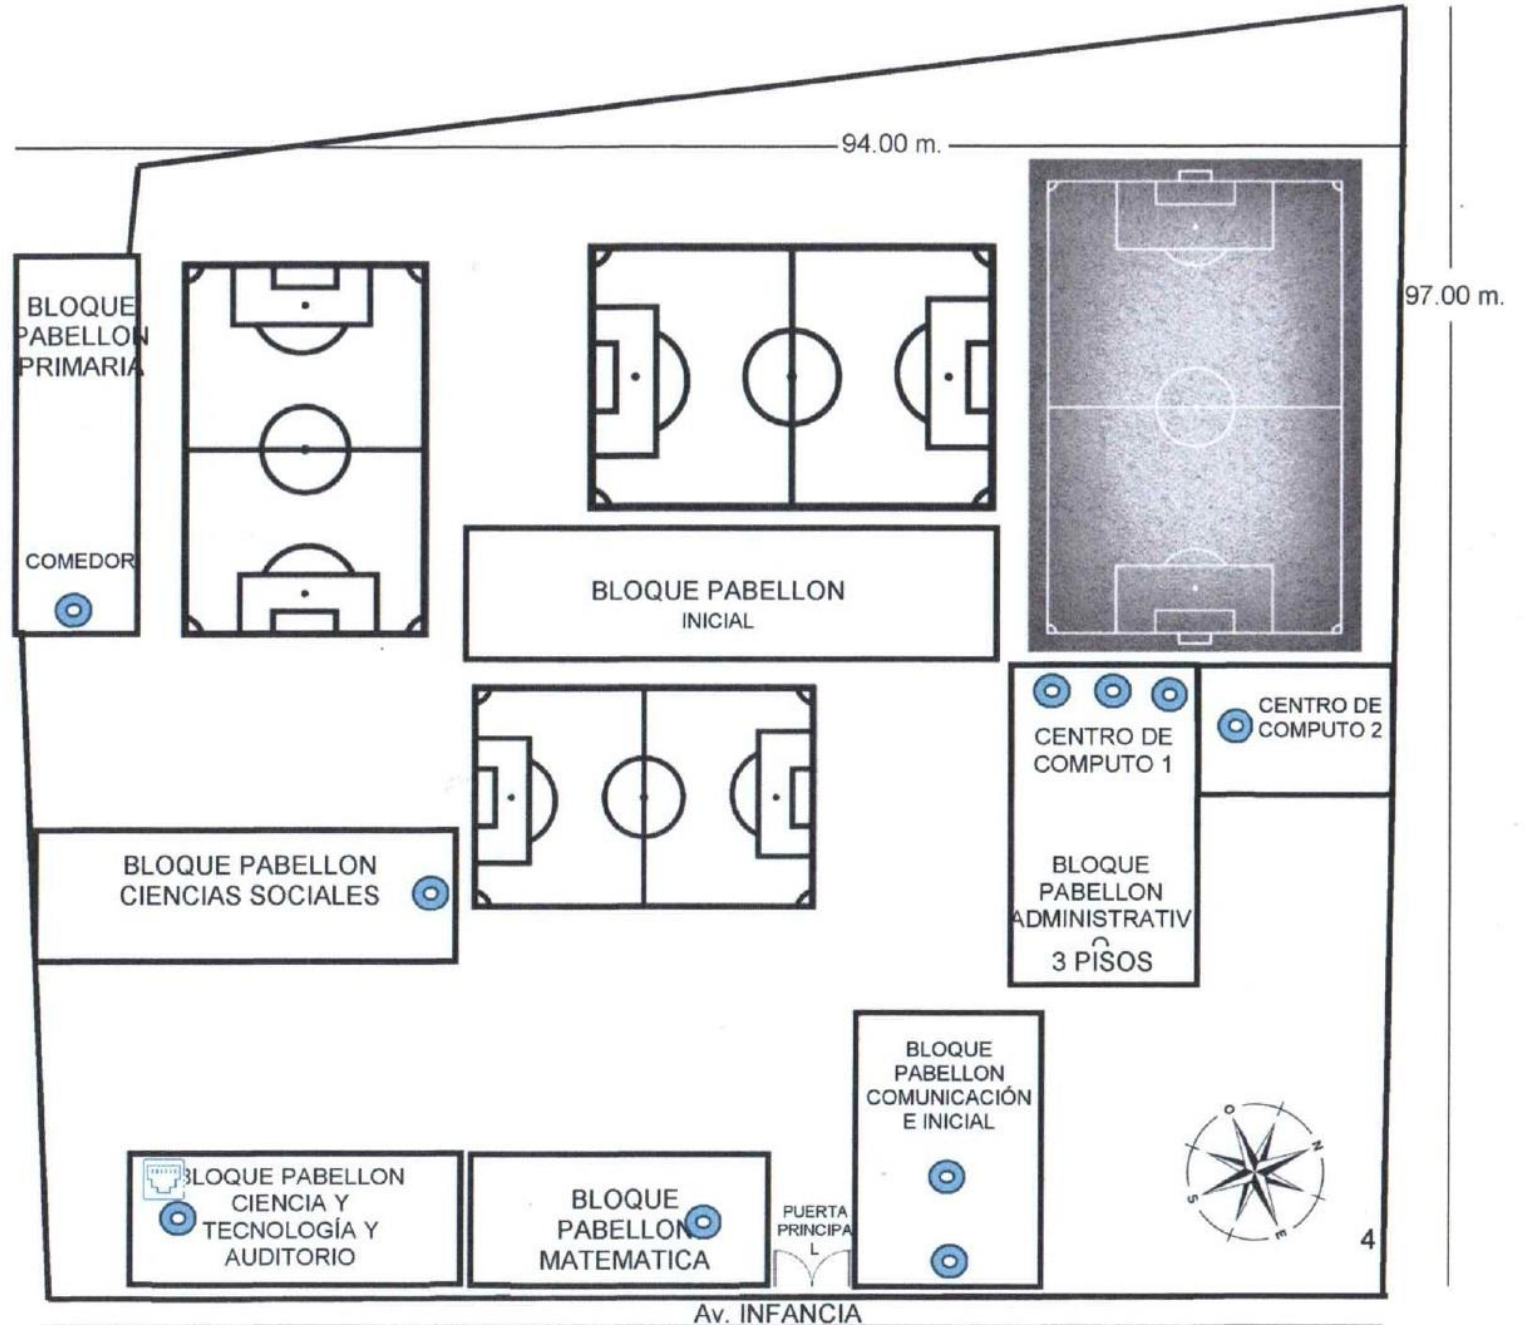 94.00 m.
97.00 m.
BLOQUE
PABELLON
PRIMARIA
COMEDOR
BLOQUE PABELLON
INICIAL
CENTRO DE
COMPUTO 1
CENTRO DE
COMPUTO 2
BLOQUE
PABELLON
ADMINISTRATIV
O
3 PISOS
BLOQUE PABELLON
CIENCIAS SOCIALES
BLOQUE
PABELLON
COMUNICACIÓN
E INICIAL
BLOQUE PABELLON
CIENCIA Y
TECNOLOGÍA Y
AUDITORIO
BLOQUE
PABELLON
MATEMATICA
PUERTA
PRINCIPA
L
O
N
S
E
4
Av. INFANCIA